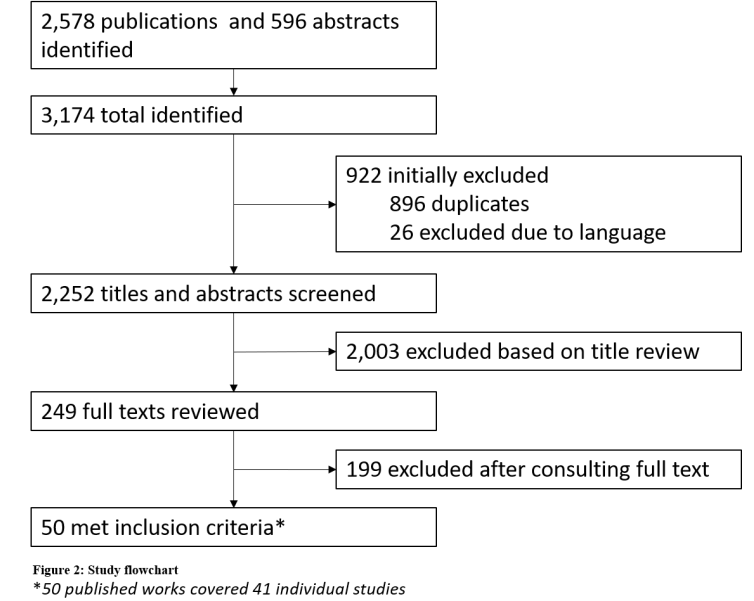 2,578 publications and 596 abstracts
identified
3,174 total identified
922 initially excluded
896 duplicates
26 excluded due to language
2,252 titles and abstracts screened
2,003 excluded based on title review
249 full texts reviewed
199 excluded after consulting full text
50 met inclusion criteria*
Figure 2: Study flowchart
*50 published works covered 41 individual studies